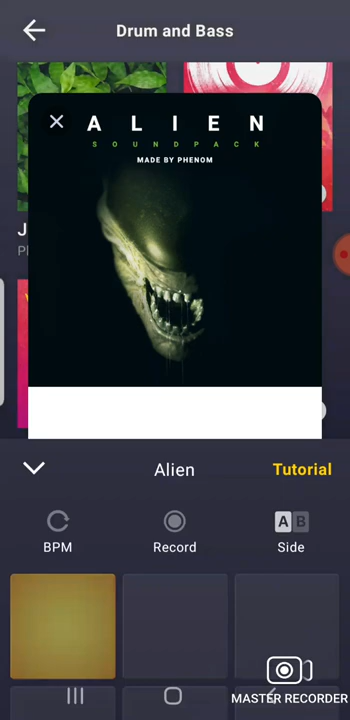 Drum and Bass
A L I E N
S O U N D P A C K
MADE BY PHENOM
Alien
Tutorial
BPM
Record
A B
Side
MASTER RECORDER